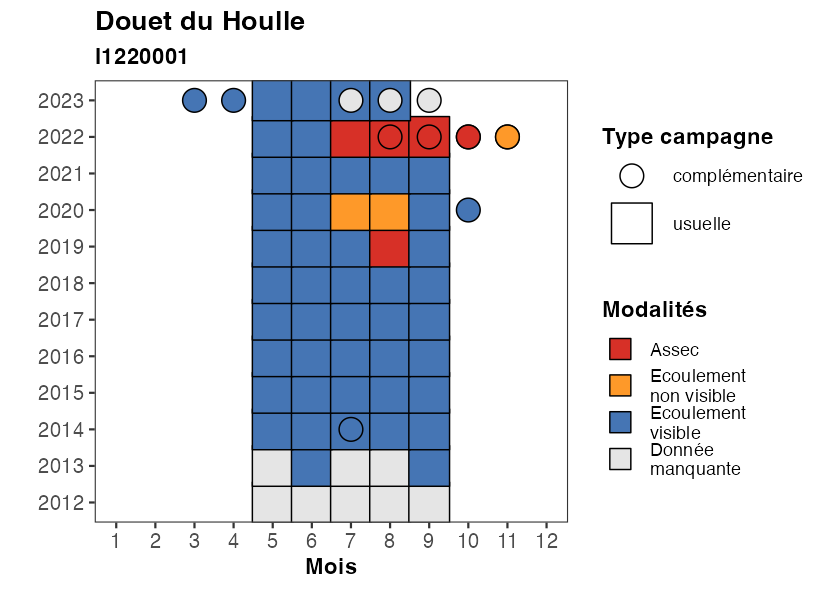 Douet du Houlle
I1220001
2023
2022
2021
2020
2019
2018
2017
2016
2015
2014
2013
2012
1 2 3 4 5 6 7 8 9 10 11 12
Mois
Type campagne
complémentaire
usuelle
Modalités
Assec
Ecoulement
non visible
Ecoulement
visible
Donnée
manquante